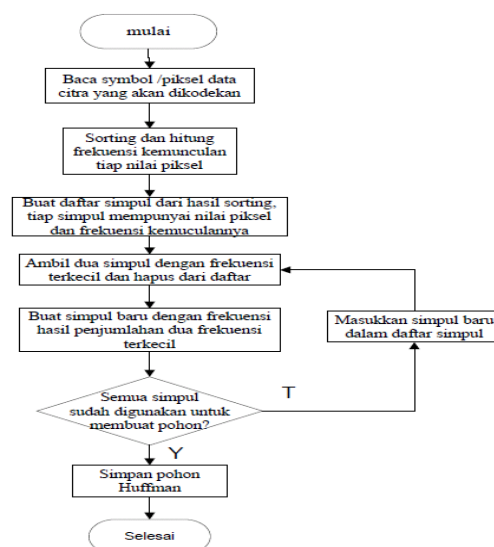 mulai
Baca symbol /piksel data
citra yang akan dikodekan
Sorting dan hitung
frekuensi kemunculan
tiap nilai piksel
Buat daftar simpul dari hasil sorting,
tiap simpul mempunyai nilai piksel
dan frekuensi kemuculannya
Ambil dua simpul dengan frekuensi
terkecil dan hapus dari daftar
Buat simpul baru dengan frekuensi
hasil penjumlahan dua frekuensi
terkecil
Masukkan simpul baru
dalam daftar simpul
Semua simpul
sudah digunakan untuk
membuat pohon?
T
Y
Simpan pohon
Huffman
Selesai